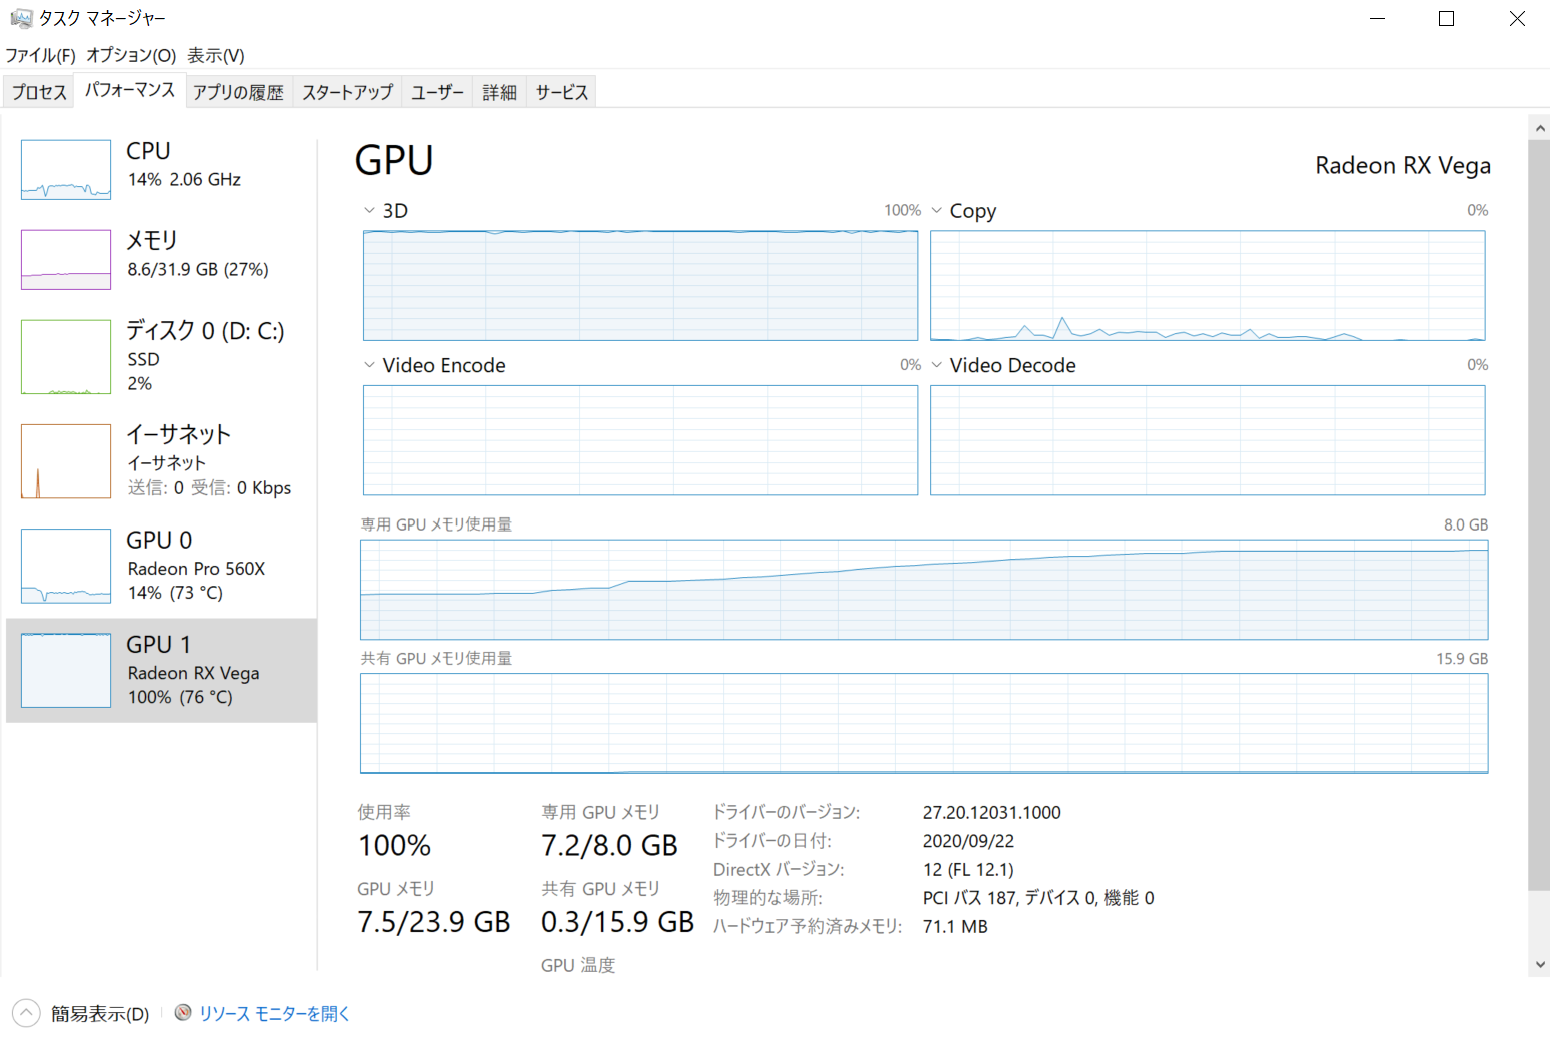 タスク マネージャー
ファイル(F) オプション(O) 表示(V)
プロセス パフォーマンス アプリの履歴 スタートアップ ユーザー 詳細 サービス
CPU
14% 2.06 GHz
メモリ
8.6/31.9 GB (27%)
ディスク 0 (D: C:)
SSD
2%
イーサネット
イーサネット
送信: 0 受信: 0 Kbps
GPU 0
Radeon Pro 560X
14% (73 °C)
GPU 1
Radeon RX Vega
100% (76 °C)
GPU
Radeon RX Vega
3D 100%
Copy 0%
Video Encode 0%
Video Decode 0%
専用 GPU メモリ使用量 8.0 GB
共有 GPU メモリ使用量 15.9 GB
使用率
100%
専用 GPU メモリ
7.2/8.0 GB
GPU メモリ
7.5/23.9 GB
共有 GPU メモリ
0.3/15.9 GB
GPU 温度
ドライバーのバージョン: 27.20.12031.1000
ドライバーの日付: 2020/09/22
DirectX バージョン: 12 (FL 12.1)
物理的な場所: PCI バス 187, デバイス 0, 機能 0
ハードウェア予約済みメモリ: 71.1 MB
簡易表示(D) リソース モニターを開く